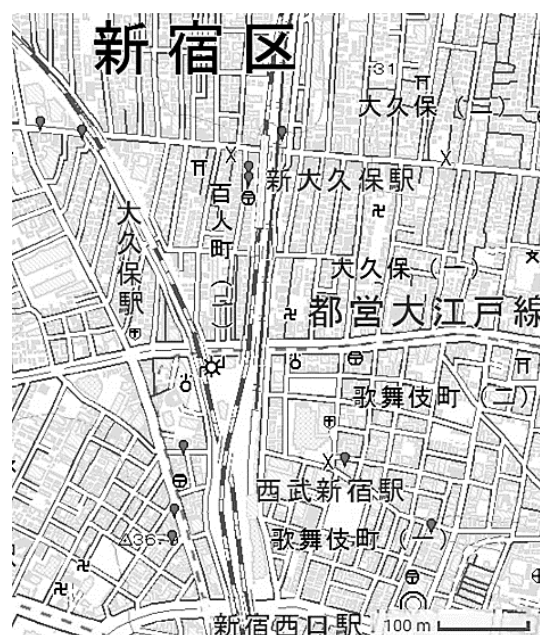 新宿区
31
大久保（二）
新大久保駅
百人町（一）
大久保駅
大久保（一）
都営大江戸線
歌舞伎町（二）
西武新宿駅
歌舞伎町（一）
新宿西口駅
100 m